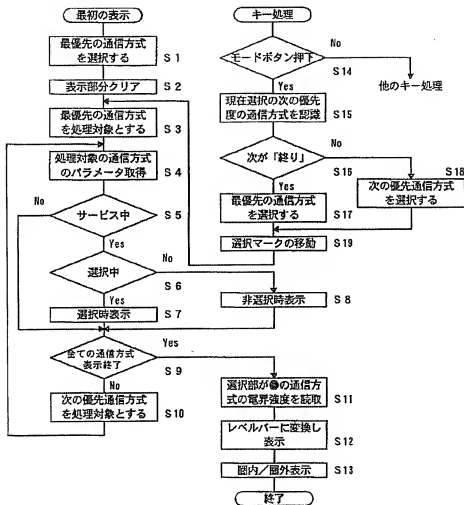 最初の表示
最優先の通信方式
を選択する
S 1
表示部分クリア
S 2
最優先の通信方式
を処理対象とする
S 3
処理対象の通信方式
のパラメータ取得
S 4
No
サービス中
S 5
Yes
選択中
No
S 6
Yes
選択時表示
S 7
非選択時表示
S 8
全ての通信方式
表示終了
Yes
S 9
No
次の優先通信方式
を処理対象とする
S 10
キー処理
モードボタン押下
No
S 14
他のキー処理
Yes
現在選択の次の優先
度の通信方式を認識
S 15
次が「終り」
No
S 16
S 18
Yes
最優先の通信方式
を選択する
S 17
次の優先通信方式
を選択する
選択マークの移動
S 19
選択部が の通信方
式の電界強度を読取
S 11
レベルバーに変換し
表示
S 12
圏内/圏外表示
S 13
終了